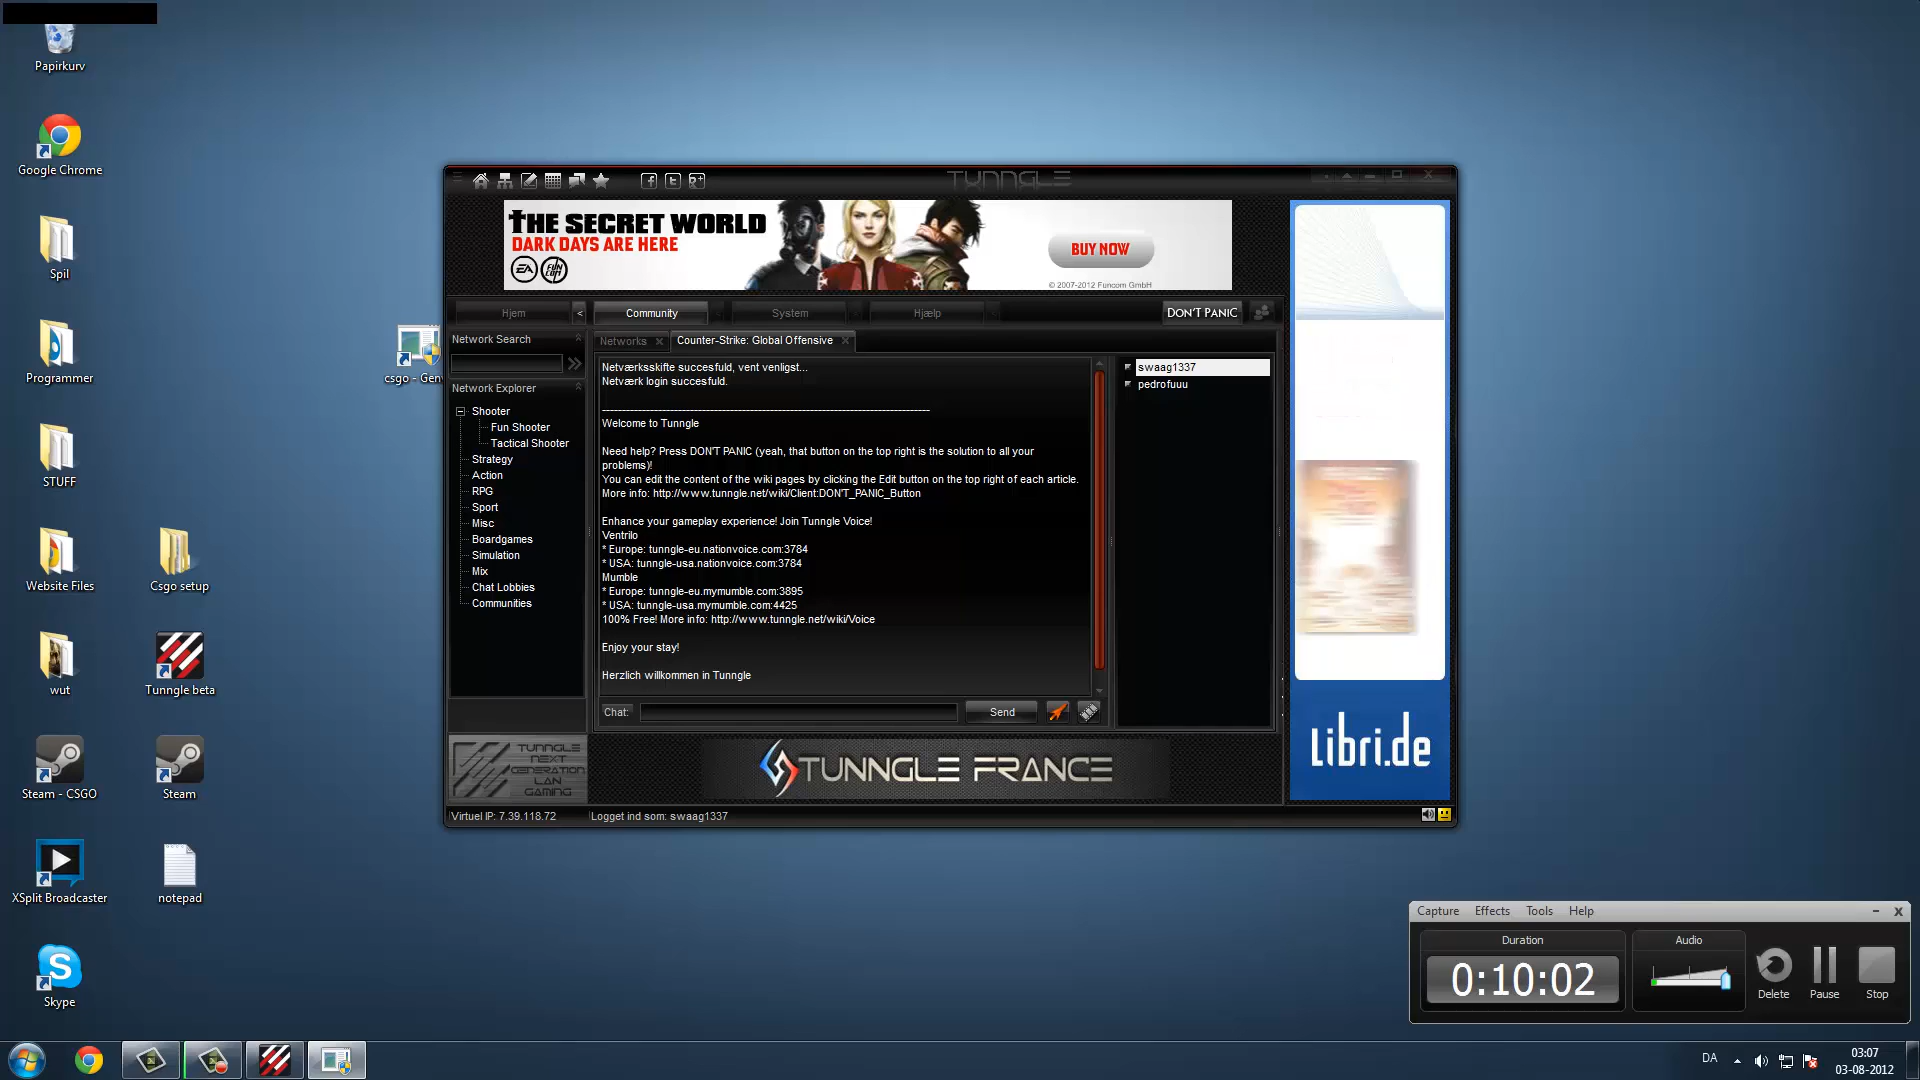 Papirkurv
Google Chrome
Spil
Programmer
STUFF
Website Files
Csgo setup
wut
Tunngle beta
Steam - CSGO
Steam
XSplit Broadcaster
notepad
Skype
csgo - Gen
TUNNGLE
THE SECRET WORLD
DARK DAYS ARE HERE
EA
FUNCOM
BUY NOW
© 2007-2012 Funcom GmbH
Hjem
<
Community
System
Hjælp
DON'T PANIC
Network Search
Network Explorer
Shooter
Fun Shooter
Tactical Shooter
Strategy
Action
RPG
Sport
Misc
Boardgames
Simulation
Mix
Chat Lobbies
Communities
Networks
Counter-Strike: Global Offensive
Netværksskifte succesfuld, vent venligst...
Netværk login succesfuld.
Welcome to Tunngle
Need help? Press DON'T PANIC (yeah, that button on the top right is the solution to all your
problems)!
You can edit the content of the wiki pages by clicking the Edit button on the top right of each article.
More info: http://www.tunngle.net/wiki/Client:DON'T_PANIC_Button
Enhance your gameplay experience! Join Tunngle Voice!
Ventrilo
* Europe: tunngle-eu.nationvoice.com:3784
* USA: tunngle-usa.nationvoice.com:3784
Mumble
* Europe: tunngle-eu.mymumble.com:3895
* USA: tunngle-usa.mymumble.com:4425
100% Free! More info: http://www.tunngle.net/wiki/Voice
Enjoy your stay!
Herzlich willkommen in Tunngle
swaag1337
pedrofuuu
Chat:
Send
TUNNGLE
NEXT
GENERATION
LAN
GAMING
TUNNGLE FRANCE
Virtuel IP: 7.39.118.72
Logget ind som: swaag1337
Libri.de
Capture
Effects
Tools
Help
Duration
0:10:02
Audio
Delete
Pause
Stop
DA
03:07
03-08-2012